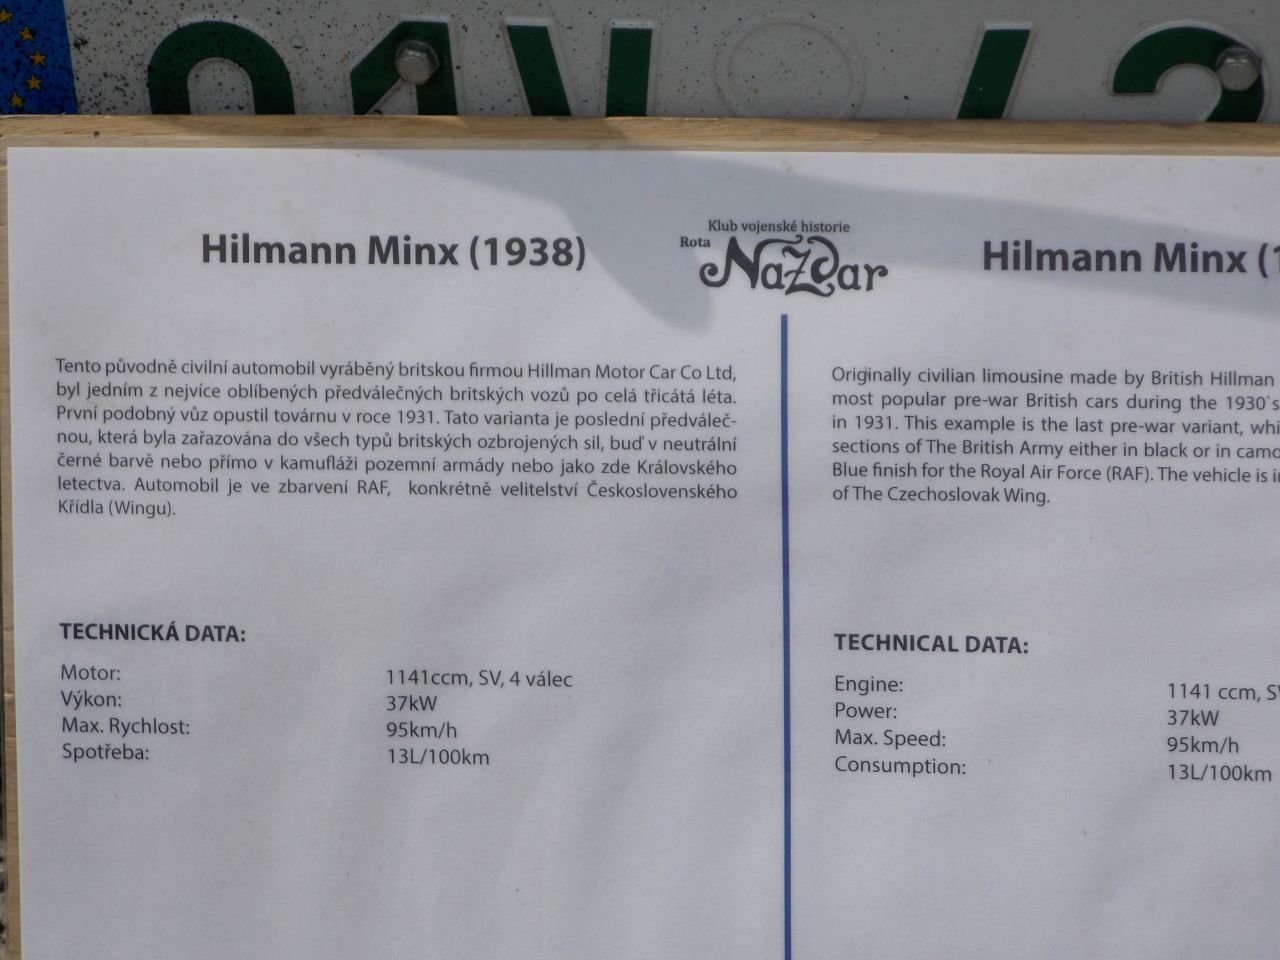 Hilmann Minx (1938)
Klub vojenské historie
Rota
Nazdar
Tento původně civilní automobil vyráběný britskou firmou Hillman Motor Car Co Ltd,
byl jedním z nejvíce oblíbených předválečných britských vozů po celá třicátá léta.
První podobný vůz opustil továrnu v roce 1931. Tato varianta je poslední předváleč-
nou, která byla zařazována do všech typů britských ozbrojených sil, buď v neutrální
černé barvě nebo přímo v kamufláži pozemní armády nebo jako zde Královského
letectva. Automobil je ve zbarvení RAF, konkrétně velitelství Československého
Křídla (Wingu).
TECHNICKÁ DATA:
Motor: 1141ccm, SV, 4 válec
Výkon: 37kW
Max. Rychlost: 95km/h
Spotřeba: 13L/100km
Hilmann Minx (1
Originally civilian limousine made by British Hillman
most popular pre-war British cars during the 1930`s
in 1931. This example is the last pre-war variant, whi
sections of The British Army either in black or in camo
Blue finish for the Royal Air Force (RAF). The vehicle is in
of The Czechoslovak Wing.
TECHNICAL DATA:
Engine: 1141 ccm, SV
Power: 37kW
Max. Speed: 95km/h
Consumption: 13L/100km